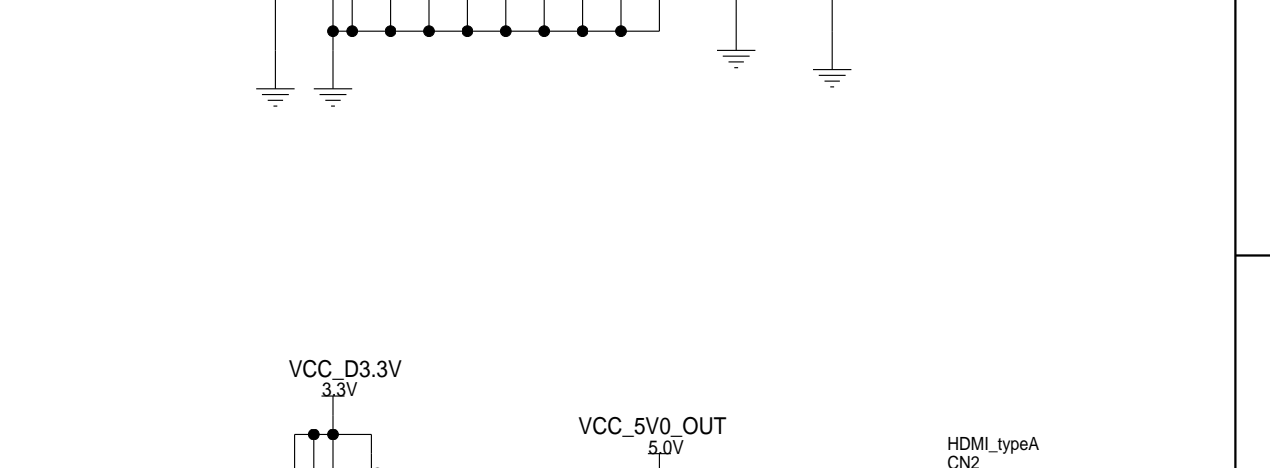 VCC_D3.3V
3.3V
VCC_5V0_OUT
5.0V
HDMI_typeA
CN2